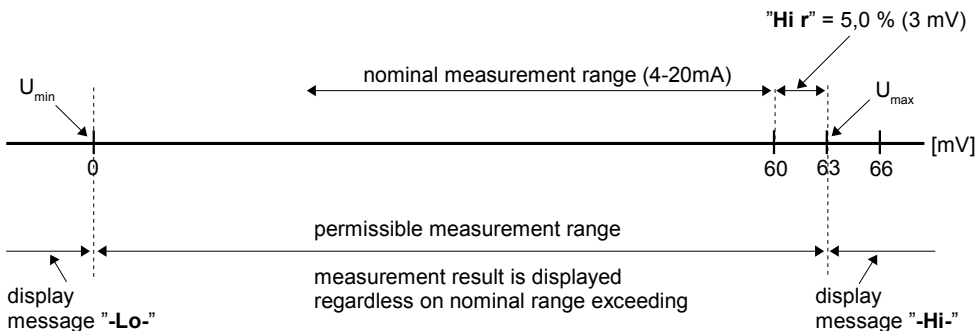 "Hi r" = 5,0 % (3 mV)
nominal measurement range (4-20mA)
Umin
Umax
[mV]
0
60
63
66
permissible measurement range
measurement result is displayed
regardless on nominal range exceeding
display
message "-Lo-"
display
message "-Hi-"